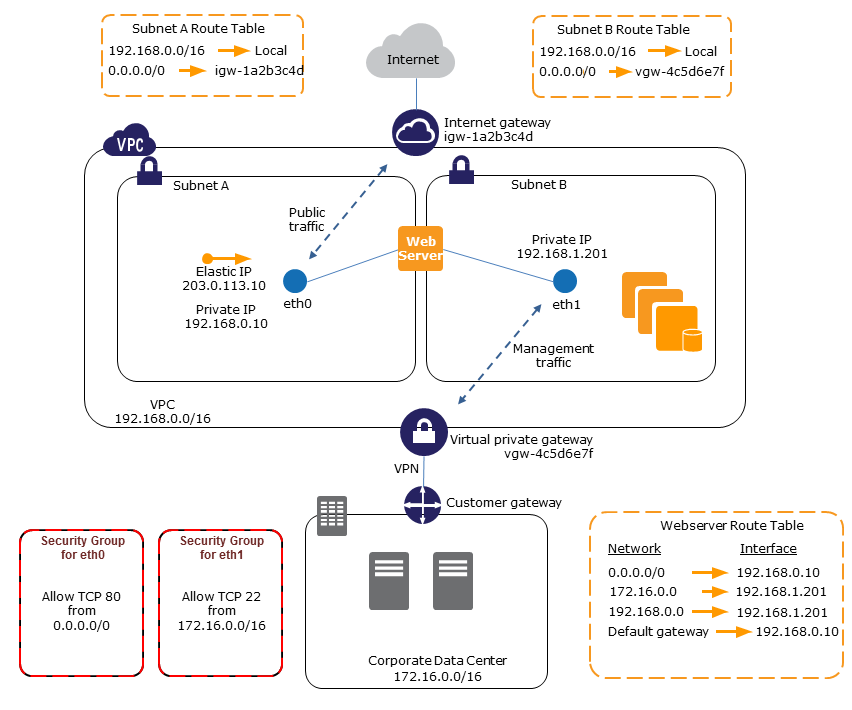 Subnet A Route Table
192.168.0.0/16 Local
0.0.0.0/0 igw-1a2b3c4d
Internet
Subnet B Route Table
192.168.0.0/16 Local
0.0.0.0/0 vgw-4c5d6e7f
Internet gateway
igw-1a2b3c4d
VPC
Subnet A
Subnet B
Public
traffic
Web
Server
Private IP
192.168.1.201
Elastic IP
203.0.113.10
eth0
Private IP
192.168.0.10
eth1
Management
traffic
VPC
192.168.0.0/16
Virtual private gateway
vgw-4c5d6e7f
VPN
Customer gateway
Security Group
for eth0
Allow TCP 80
from
0.0.0.0/0
Security Group
for eth1
Allow TCP 22
from
172.16.0.0/16
Corporate Data Center
172.16.0.0/16
Webserver Route Table
Network Interface
0.0.0.0/0 192.168.0.10
172.16.0.0 192.168.1.201
192.168.0.0 192.168.1.201
Default gateway 192.168.0.10